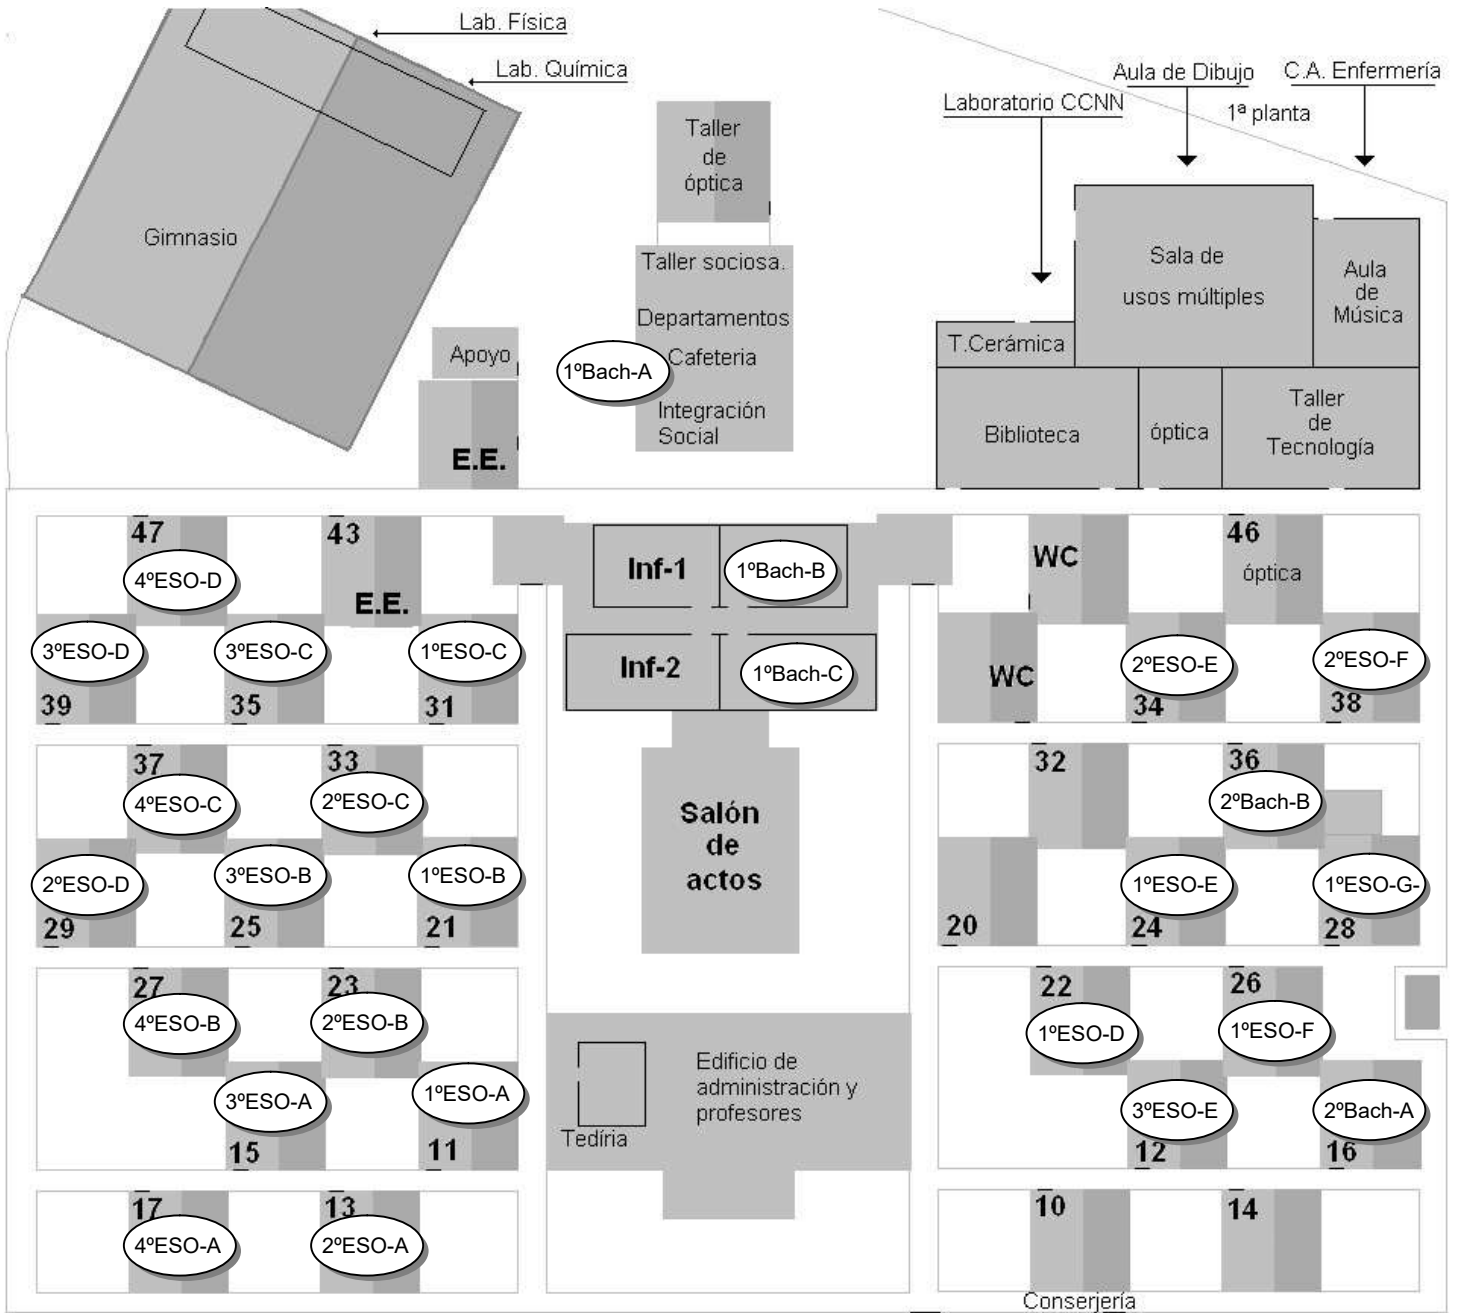 Lab. Física
Lab. Química
Gimnasio
Taller
de
óptica
Aula de Dibujo
C.A. Enfermería
Laboratorio CCNN
1ª planta
Taller sociosa.
Departamentos
Cafeteria
1ºBach-A
Integración
Social
Apoyo
E.E.
Sala de
usos múltiples
Aula
de
Música
T.Cerámica
Biblioteca
óptica
Taller
de
Tecnología
47
4ºESO-D
43
E.E.
3ºESO-D
39
3ºESO-C
35
1ºESO-C
31
Inf-1
1ºBach-B
Inf-2
1ºBach-C
WC
46
óptica
WC
2ºESO-E
34
2ºESO-F
38
37
4ºESO-C
33
2ºESO-C
2ºESO-D
29
3ºESO-B
25
1ºESO-B
21
Salón
de
actos
32
36
2ºBach-B
20
1ºESO-E
24
1ºESO-G-
28
27
4ºESO-B
23
2ºESO-B
3ºESO-A
15
1ºESO-A
11
Edificio de
administración y
profesores
Tediria
22
1ºESO-D
26
1ºESO-F
3ºESO-E
12
2ºBach-A
16
17
4ºESO-A
13
2ºESO-A
10
14
Conserjería